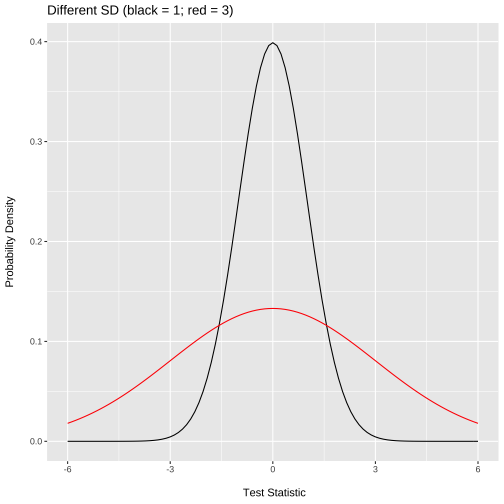 Different SD (black = 1; red = 3)
Probability Density
0.4
0.3
0.2
0.1
0.0
-6 -3 0 3 6
Test Statistic